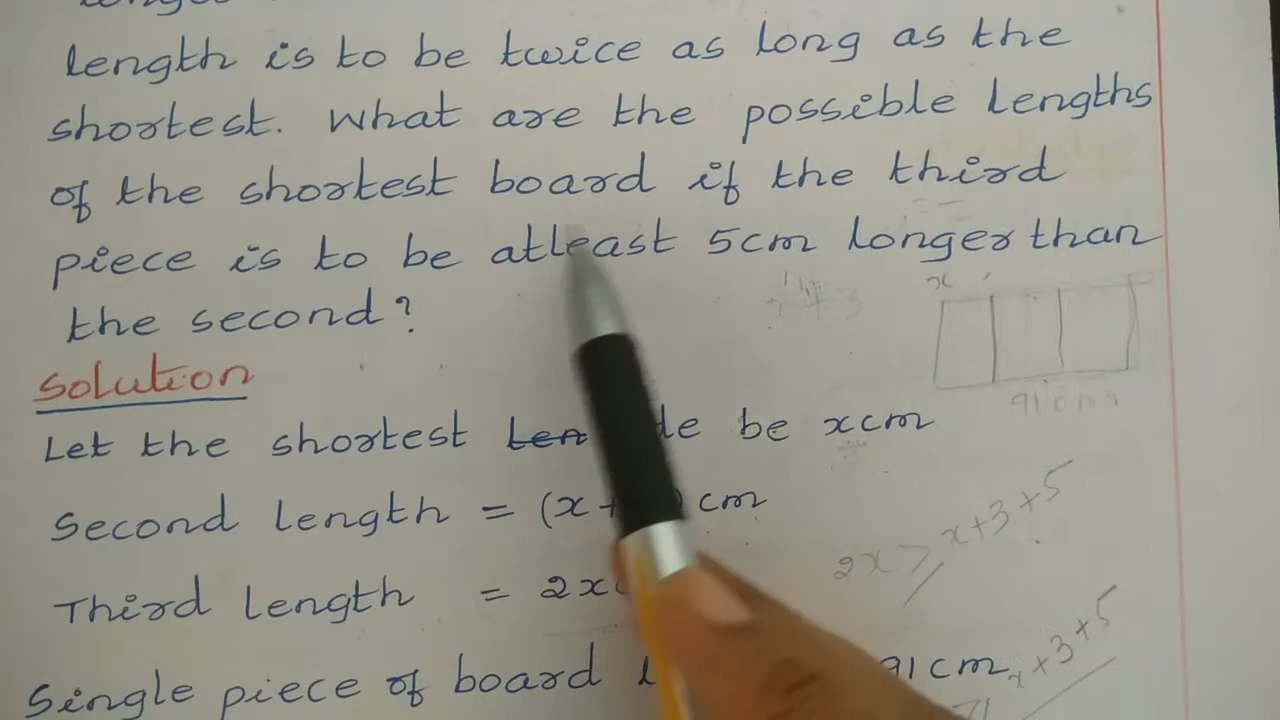 length is to be twice as long as the
shortest. What are the possible lengths
of the shortest board if the third
piece is to be atleast 5cm longer than
the second?
x
91cm
Solution
Let the shortest be xcm
Second length = (x+ ) cm
2x ≥ x+3+5
Third length = 2x
x+3+5
Single piece of board 91cm